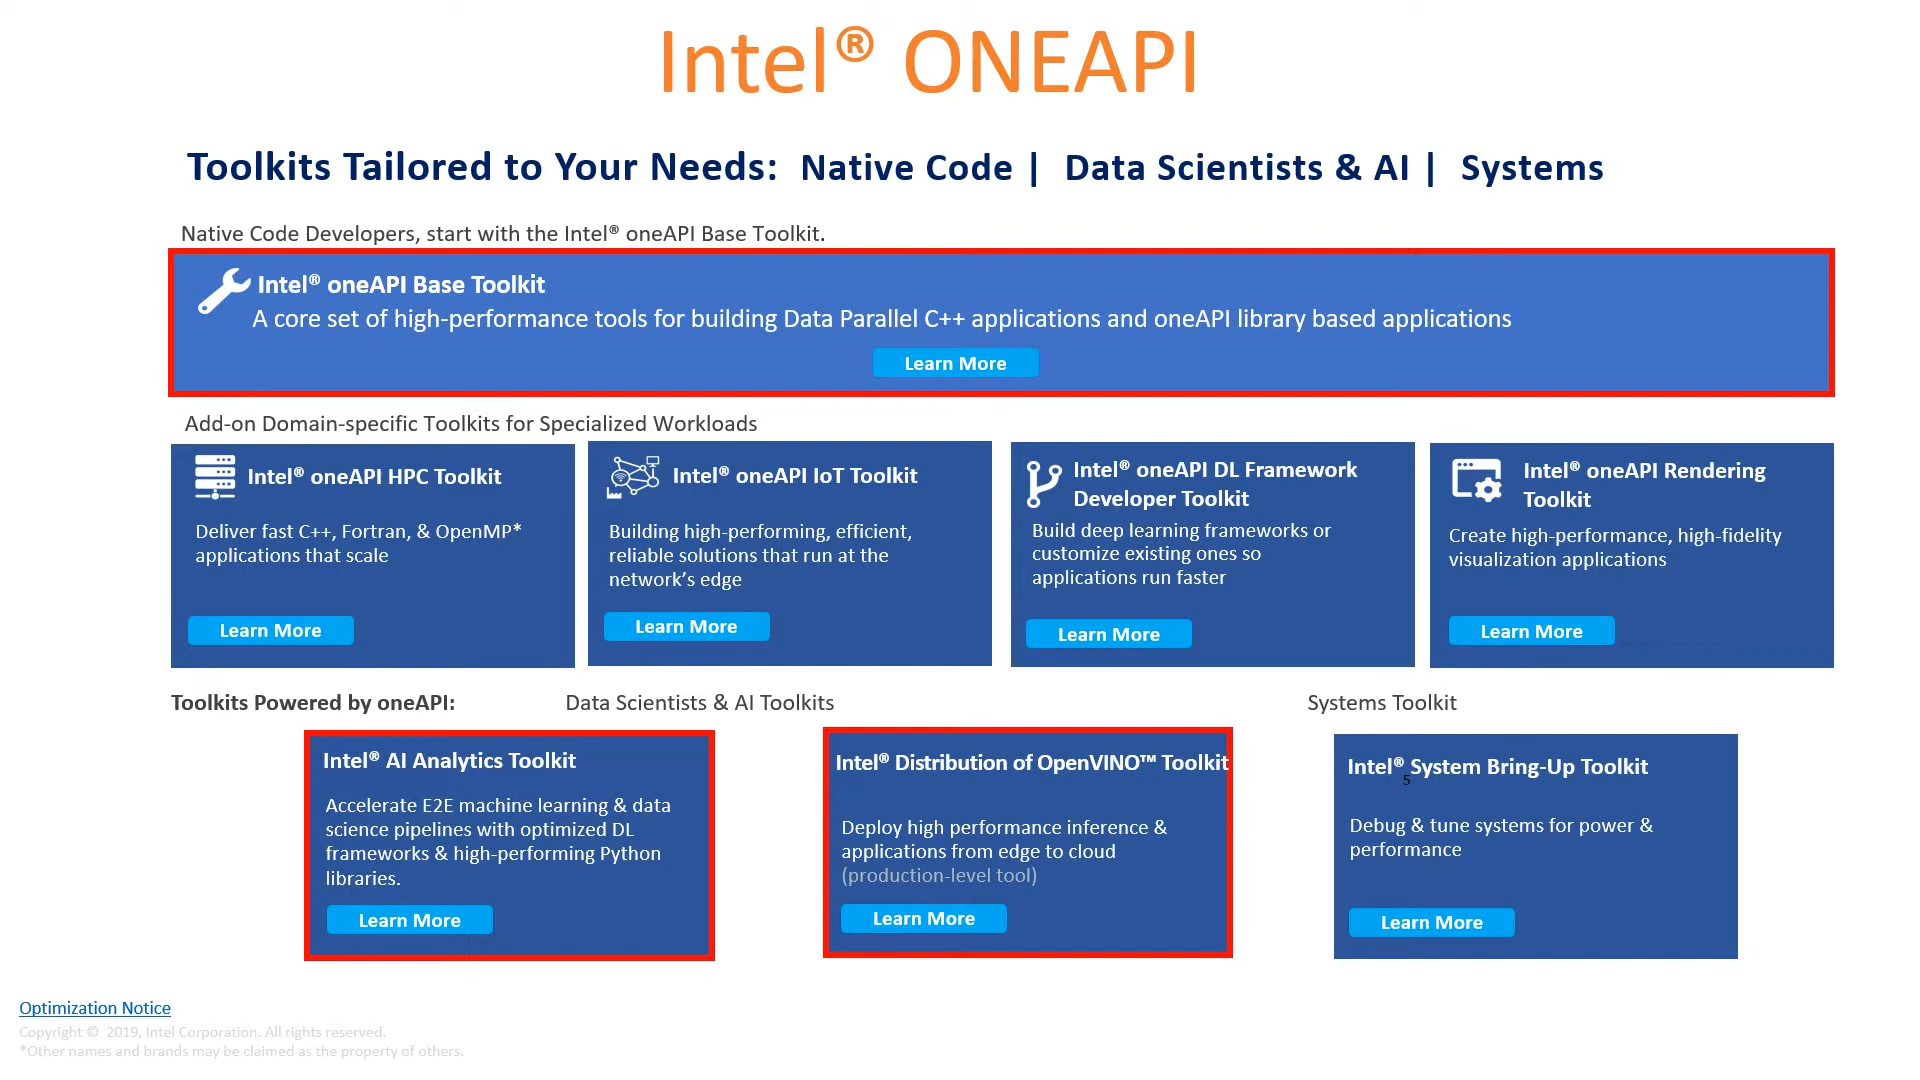 Intel® ONEAPI
Toolkits Tailored to Your Needs: Native Code | Data Scientists & AI | Systems
Native Code Developers, start with the Intel® oneAPI Base Toolkit.
Intel® oneAPI Base Toolkit
A core set of high-performance tools for building Data Parallel C++ applications and oneAPI library based applications
Learn More
Add-on Domain-specific Toolkits for Specialized Workloads
Intel® oneAPI HPC Toolkit
Deliver fast C++, Fortran, & OpenMP*
applications that scale
Learn More
Intel® oneAPI IoT Toolkit
Building high-performing, efficient,
reliable solutions that run at the
network’s edge
Learn More
Intel® oneAPI DL Framework
Developer Toolkit
Build deep learning frameworks or
customize existing ones so
applications run faster
Learn More
Intel® oneAPI Rendering
Toolkit
Create high-performance, high-fidelity
visualization applications
Learn More
Toolkits Powered by oneAPI:
Data Scientists & AI Toolkits
Systems Toolkit
Intel® AI Analytics Toolkit
Accelerate E2E machine learning & data
science pipelines with optimized DL
frameworks & high-performing Python
libraries.
Learn More
Intel® Distribution of OpenVINO™ Toolkit
Deploy high performance inference &
applications from edge to cloud
(production-level tool)
Learn More
Intel® System Bring-Up Toolkit
5
Debug & tune systems for power &
performance
Learn More
Optimization Notice
Copyright © 2019, Intel Corporation. All rights reserved.
*Other names and brands may be claimed as the property of others.